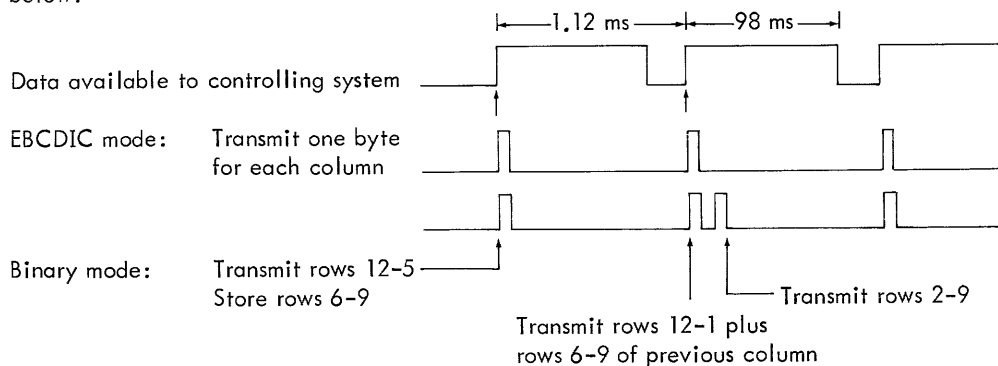 below:
1.12 ms
98 ms
Data available to controlling system
EBCDIC mode: Transmit one byte
for each column
Binary mode: Transmit rows 12-5
Store rows 6-9
Transmit rows 2-9
Transmit rows 12-1 plus
rows 6-9 of previous column